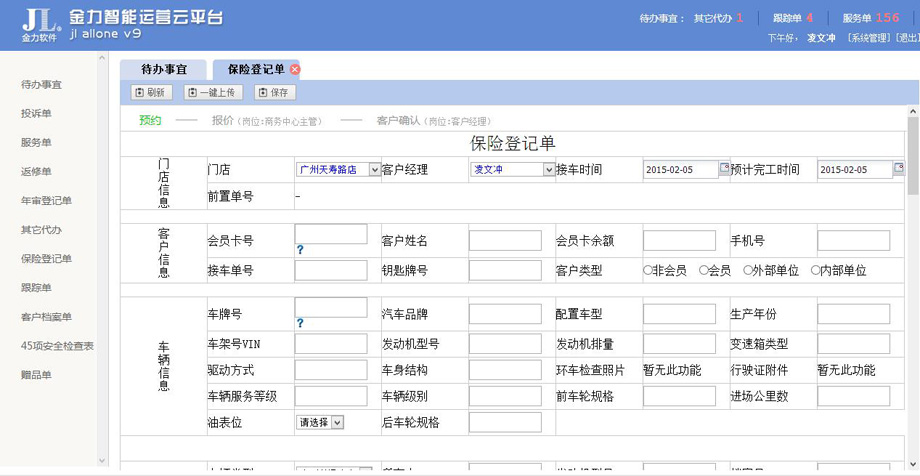 JL. 金力智能运营云平台
金力软件 jl allone v9
待办事宜： 其它代办 1 跟踪单 4 服务单 156
下午好， 凌文冲 [系统管理] [退出
待办事宜
投诉单
服务单
返修单
年审登记单
其它代办
保险登记单
跟踪单
客户档案单
45项安全检查表
赠品单
待办事宜 保险登记单
刷新 一键上传 保存
预约 报价（岗位:商务中心主管） 客户确认（岗位:客户经理）
保险登记单
门店信息
门店 广州天寿路店 客户经理 凌文冲 接车时间 2015-02-05 预计完工时间 2015-02-05
前置单号 -
客户信息
会员卡号 ? 客户姓名 会员卡余额 手机号
接车单号 钥匙牌号 客户类型 非会员 会员 外部单位 内部单位
车辆信息
车牌号 ? 汽车品牌 配置车型 生产年份
车架号VIN 发动机型号 发动机排量 变速箱类型
驱动方式 车身结构 环车检查照片 暂无此功能 行驶证附件 暂无此功能
车辆服务等级 车辆级别 前车轮规格 进场公里数
油表位 请选择 后车轮规格